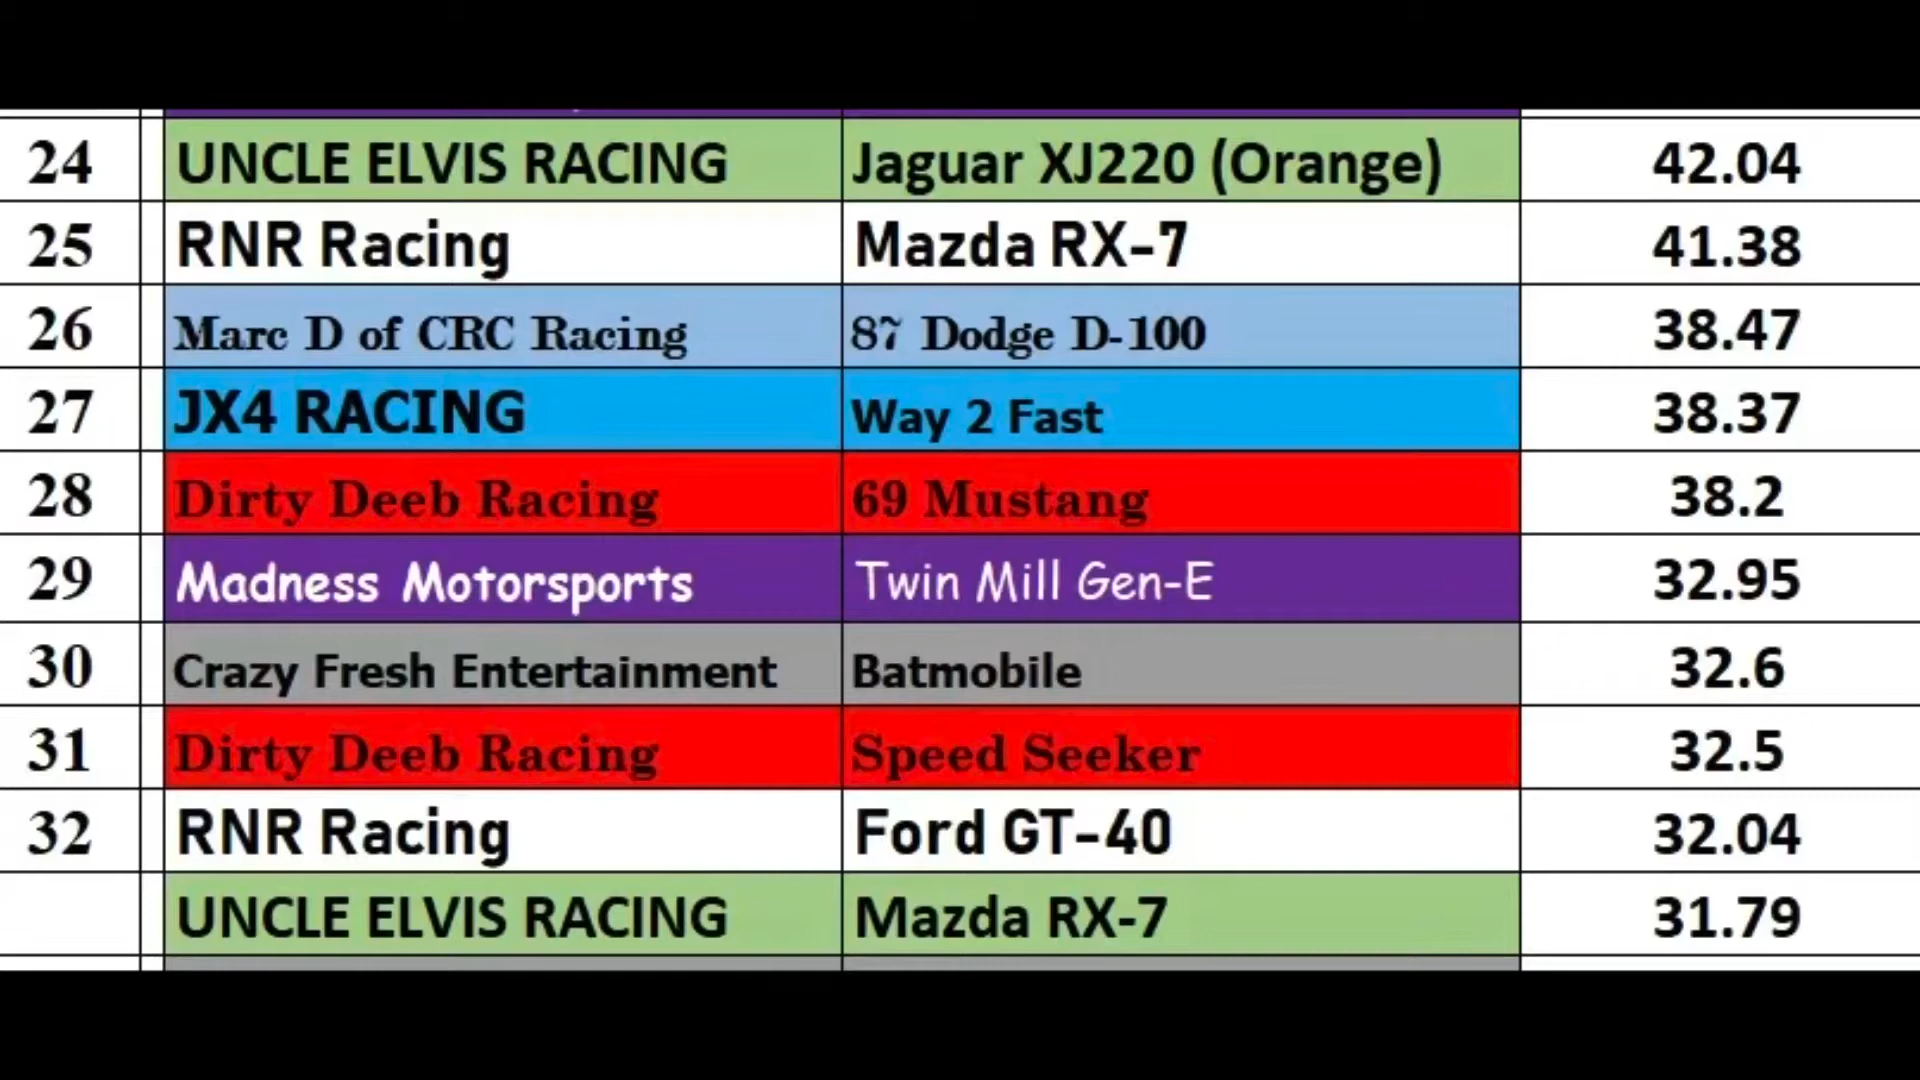 24 UNCLE ELVIS RACING Jaguar XJ220 (Orange) 42.04
25 RNR Racing Mazda RX-7 41.38
26 Marc D of CRC Racing 87 Dodge D-100 38.47
27 JX4 RACING Way 2 Fast 38.37
28 Dirty Deeb Racing 69 Mustang 38.2
29 Madness Motorsports Twin Mill Gen-E 32.95
30 Crazy Fresh Entertainment Batmobile 32.6
31 Dirty Deeb Racing Speed Seeker 32.5
32 RNR Racing Ford GT-40 32.04
UNCLE ELVIS RACING Mazda RX-7 31.79